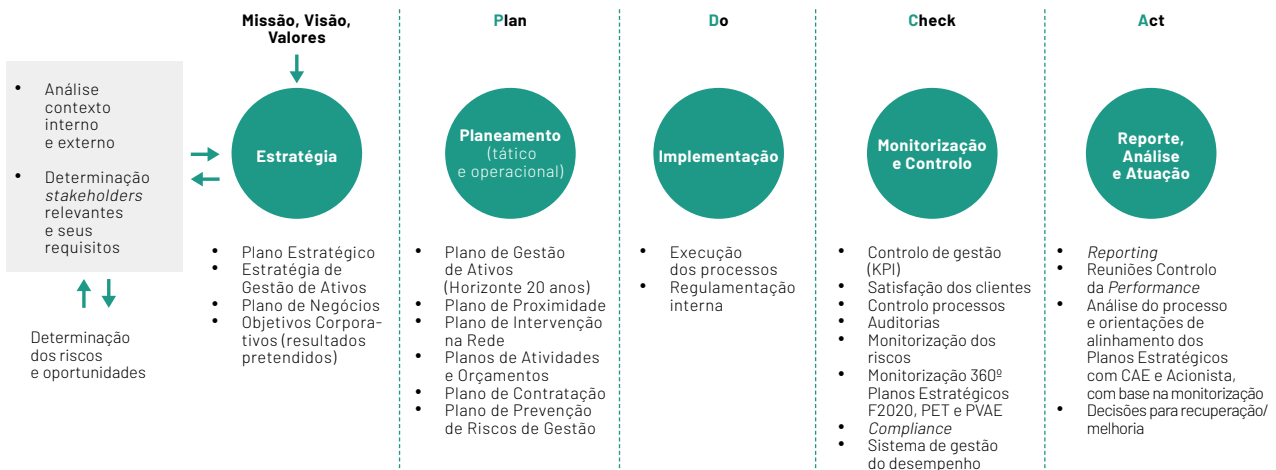 Missão, Visão,
Valores
Plan
Do
Check
Act
• Análise
contexto
interno
e externo
• Determinação
stakeholders
relevantes
e seus
requisitos
Determinação
dos riscos
e oportunidades
Estratégia
• Plano Estratégico
• Estratégia de
Gestão de Ativos
• Plano de Negócios
• Objetivos Corpora-
tivos (resultados
pretendidos)
Planeamento
(tático
e operacional)
• Plano de Gestão
de Ativos
(Horizonte 20 anos)
• Plano de Proximidade
• Plano de Intervenção
na Rede
• Planos de Atividades
e Orçamentos
• Plano de Contratação
• Plano de Prevenção
de Riscos de Gestão
Implementação
• Execução
dos processos
• Regulamentação
interna
Monitorização
e Controlo
• Controlo de gestão
(KPI)
• Satisfação dos clientes
• Controlo processos
• Auditorias
• Monitorização dos
riscos
• Monitorização 360º
Planos Estratégicos
F2020, PET e PVAE
• Compliance
• Sistema de gestão
do desempenho
Reporte,
Análise
e Atuação
• Reporting
• Reuniões Controlo
da Performance
• Análise do processo
e orientações de
alinhamento dos
Planos Estratégicos
com CAE e Acionista,
com base na monitorização
• Decisões para recuperação/
melhoria